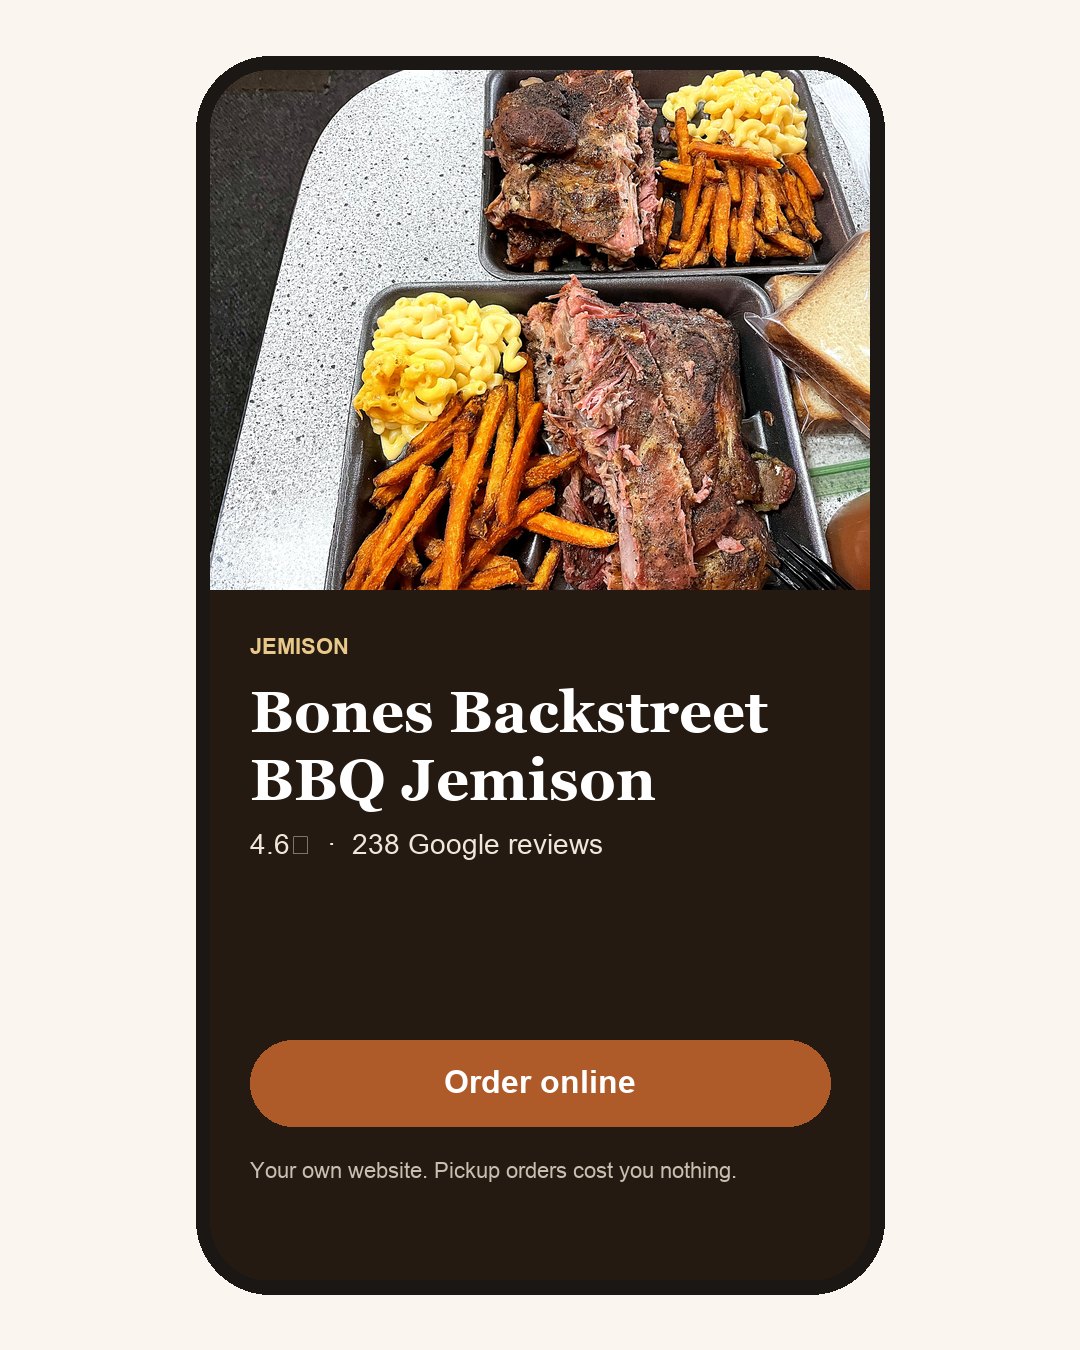 JEMISON
Bones Backstreet
BBQ Jemison
4.6□ · 238 Google reviews
Order online
Your own website. Pickup orders cost you nothing.